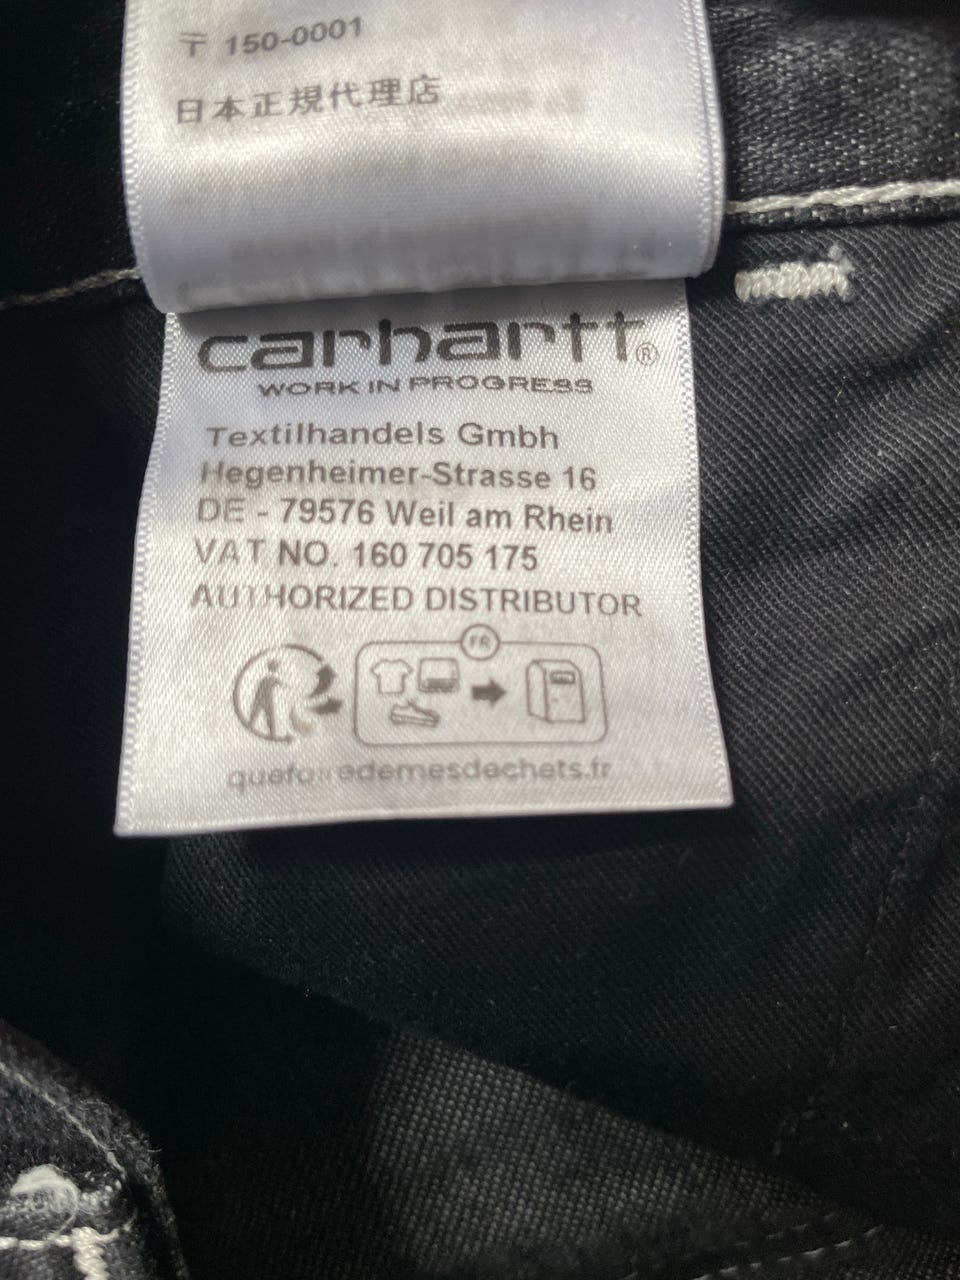 〒 150-0001
日本正規代理店
carhartt®
WORK IN PROGRESS
Textilhandels Gmbh
Hegenheimer-Strasse 16
DE - 79576 Weil am Rhein
VAT NO. 160 705 175
AUTHORIZED DISTRIBUTOR
FR
quefairedemesdechets.fr